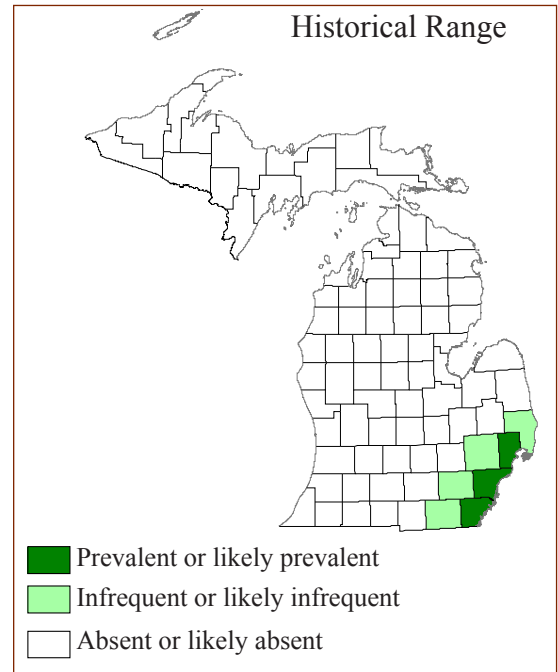 Historical Range
Prevalent or likely prevalent
Infrequent or likely infrequent
Absent or likely absent